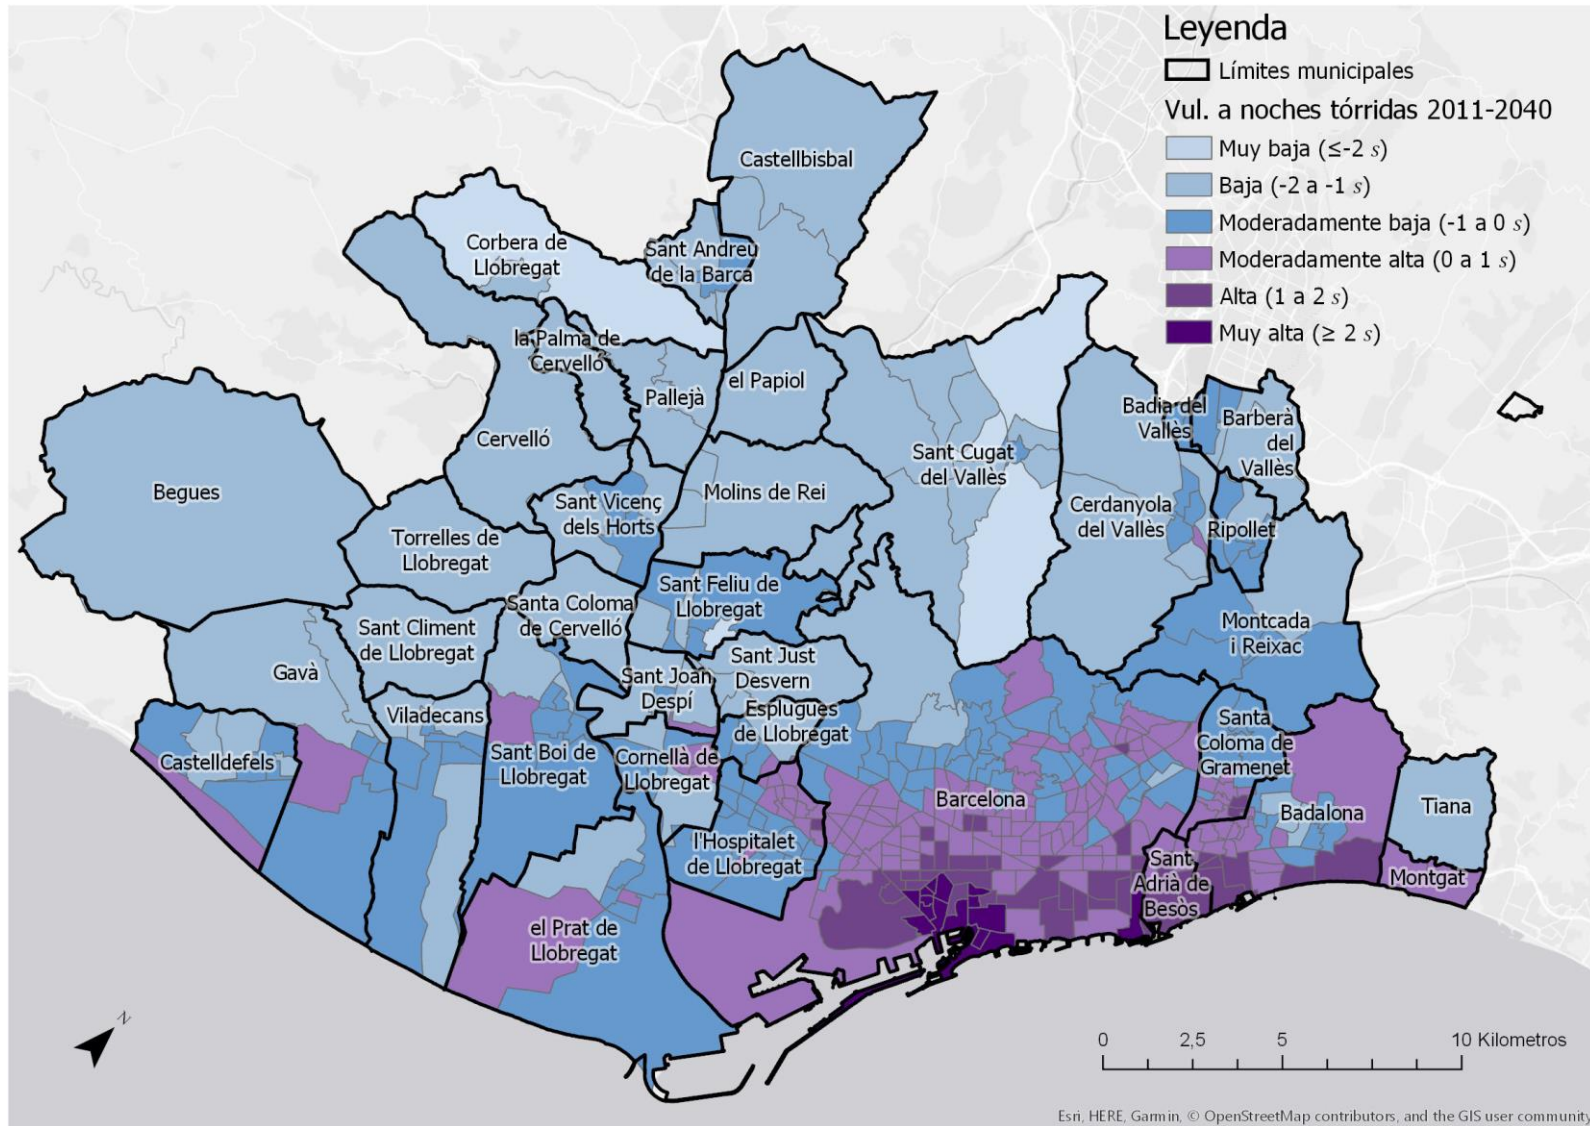 Leyenda
Límites municipales
Vul. a noches tórridas 2011-2040
Muy baja (≤-2 s)
Baja (-2 a -1 s)
Moderadamente baja (-1 a 0 s)
Moderadamente alta (0 a 1 s)
Alta (1 a 2 s)
Muy alta (≥ 2 s)
Castellbisbal
Corbera de
Llobregat
Sant Andreu
de la Barca
la Palma de
Cervelló
Pallejà
el Papiol
Cervelló
Begues
Torrelles de
Llobregat
Sant Vicenç
dels Horts
Molins de Rei
Sant Cugat
del Vallès
Cerdanyola
del Vallès
Badia del
Vallès
Barberà
del
Vallès
Ripollet
Montcada
i Reixac
Sant Feliu de
Llobregat
Santa Coloma
de Cervelló
Sant Climent
de Llobregat
Gavà
Viladecans
Castelldefels
Sant Boi de
Llobregat
Sant Joan
Despí
Sant Just
Desvern
Esplugues
de Llobregat
Cornellà de
Llobregat
l'Hospitalet
de Llobregat
el Prat de
Llobregat
Barcelona
Santa
Coloma de
Gramenet
Badalona
Sant
Adrià de
Besòs
Tiana
Montgat
N
0 2,5 5 10 Kilometros
Esri, HERE, Garmin, © OpenStreetMap contributors, and the GIS user community